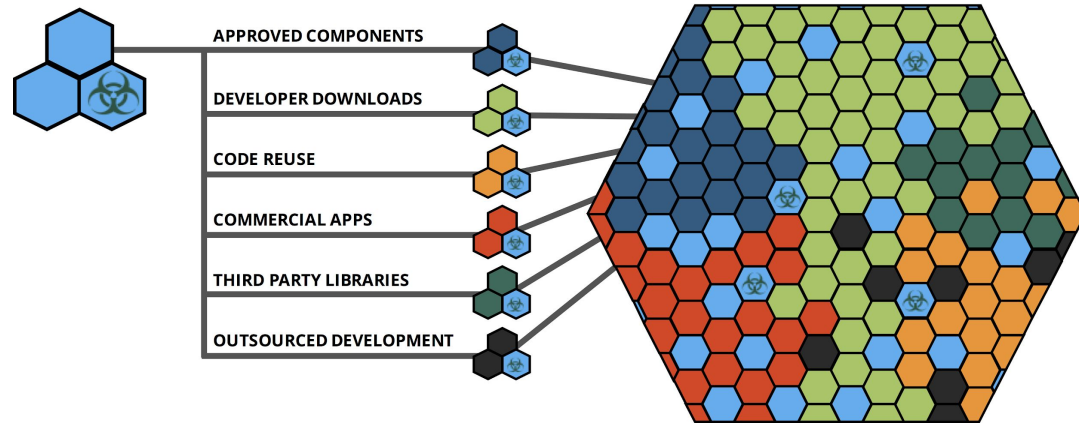 APPROVED COMPONENTS
DEVELOPER DOWNLOADS
CODE REUSE
COMMERCIAL APPS
THIRD PARTY LIBRARIES
OUTSOURCED DEVELOPMENT